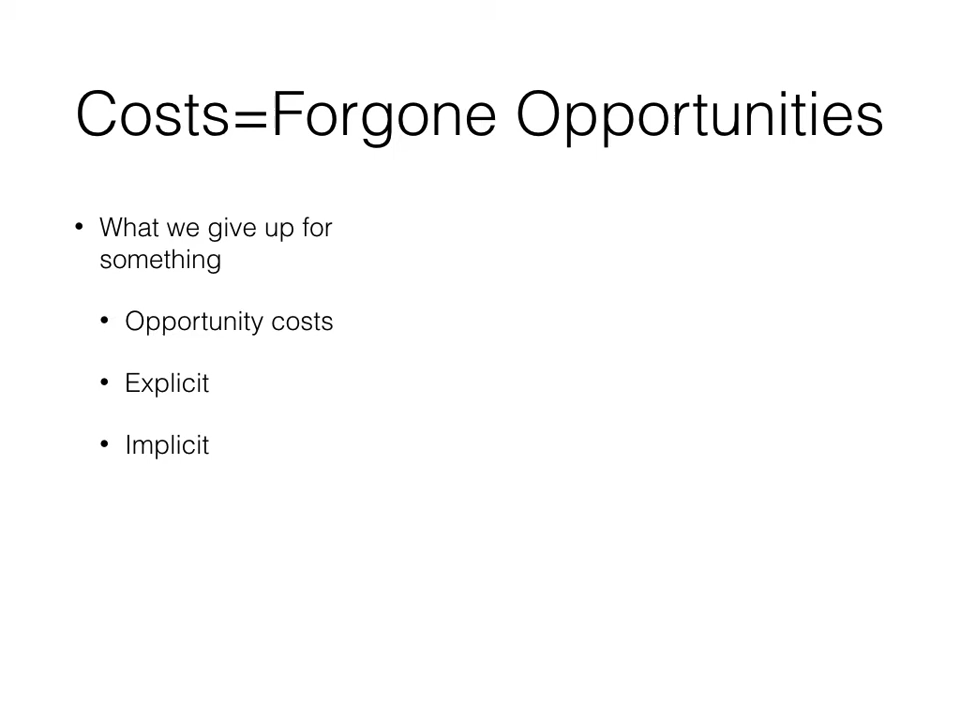 Costs=Forgone Opportunities
• What we give up for
something
• Opportunity costs
• Explicit
• Implicit